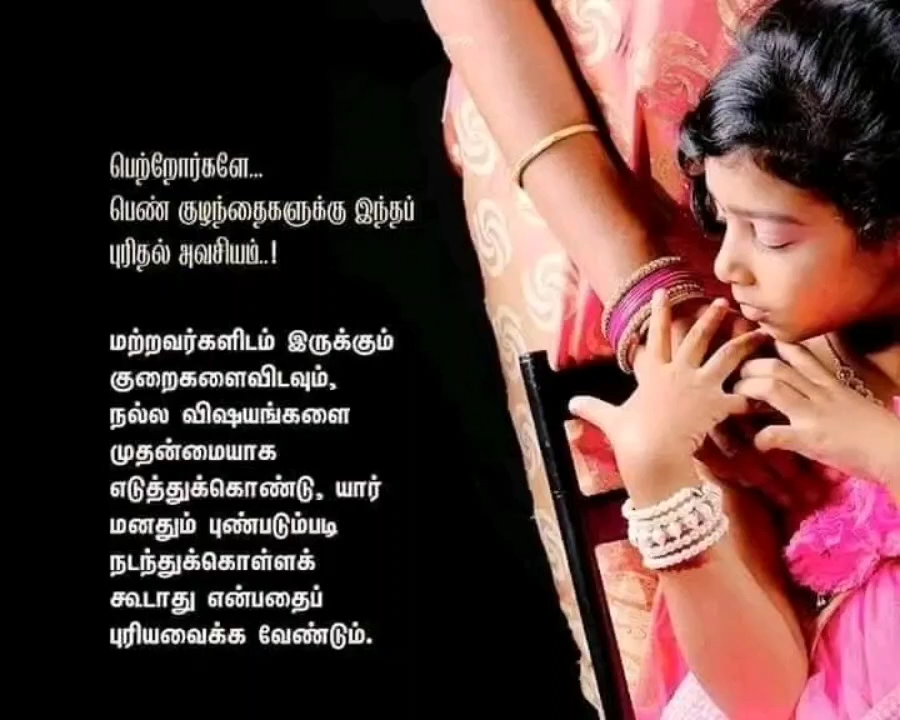 பெற்றோர்களே...
பெண் குழந்தைகளுக்கு இந்தப்
புரிதல் அவசியம்..!
மற்றவர்களிடம் இருக்கும்
குறைகளைவிடவும்,
நல்ல விஷயங்களை
முதன்மையாக
எடுத்துக்கொண்டு, யார்
மனதும் புண்படும்படி
நடந்துக்கொள்ளக்
கூடாது என்பதைப்
புரியவைக்க வேண்டும்.